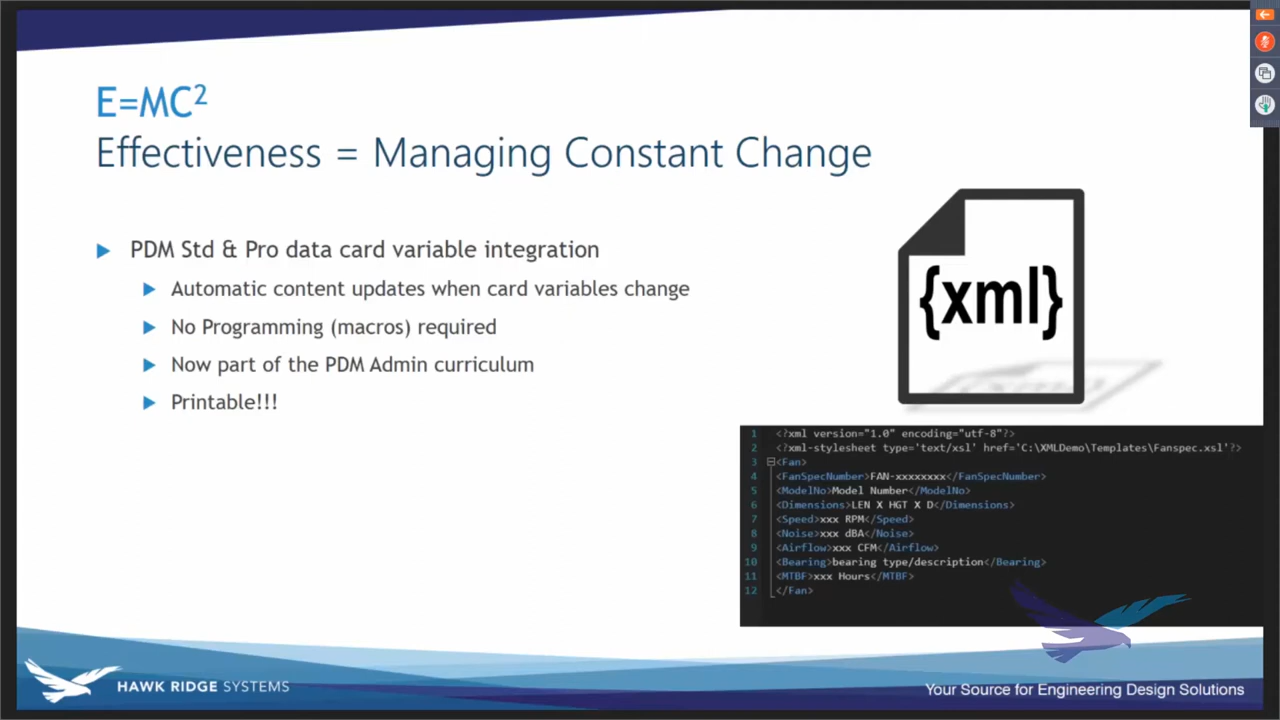 E=MC²
Effectiveness = Managing Constant Change
PDM Std & Pro data card variable integration
Automatic content updates when card variables change
No Programming (macros) required
Now part of the PDM Admin curriculum
Printable!!!
{xml}
1 <?xml version="1.0" encoding="utf-8"?>
2 <?xml-stylesheet type='text/xsl' href='C:\XMLDemo\Templates\Fanspec.xsl'?>
3 <Fan>
4 <FanSpecNumber>FAN-xxxxxxxx</FanSpecNumber>
5 <ModelNo>Model Number</ModelNo>
6 <Dimensions>LEN X HGT X D</Dimensions>
7 <Speed>xxx RPM</Speed>
8 <Noise>xxx dBA</Noise>
9 <Airflow>xxx CFM</Airflow>
10 <Bearing>bearing type/description</Bearing>
11 <MTBF>xxx Hours</MTBF>
12 </Fan>
HAWK RIDGE SYSTEMS
Your Source for Engineering Design Solutions